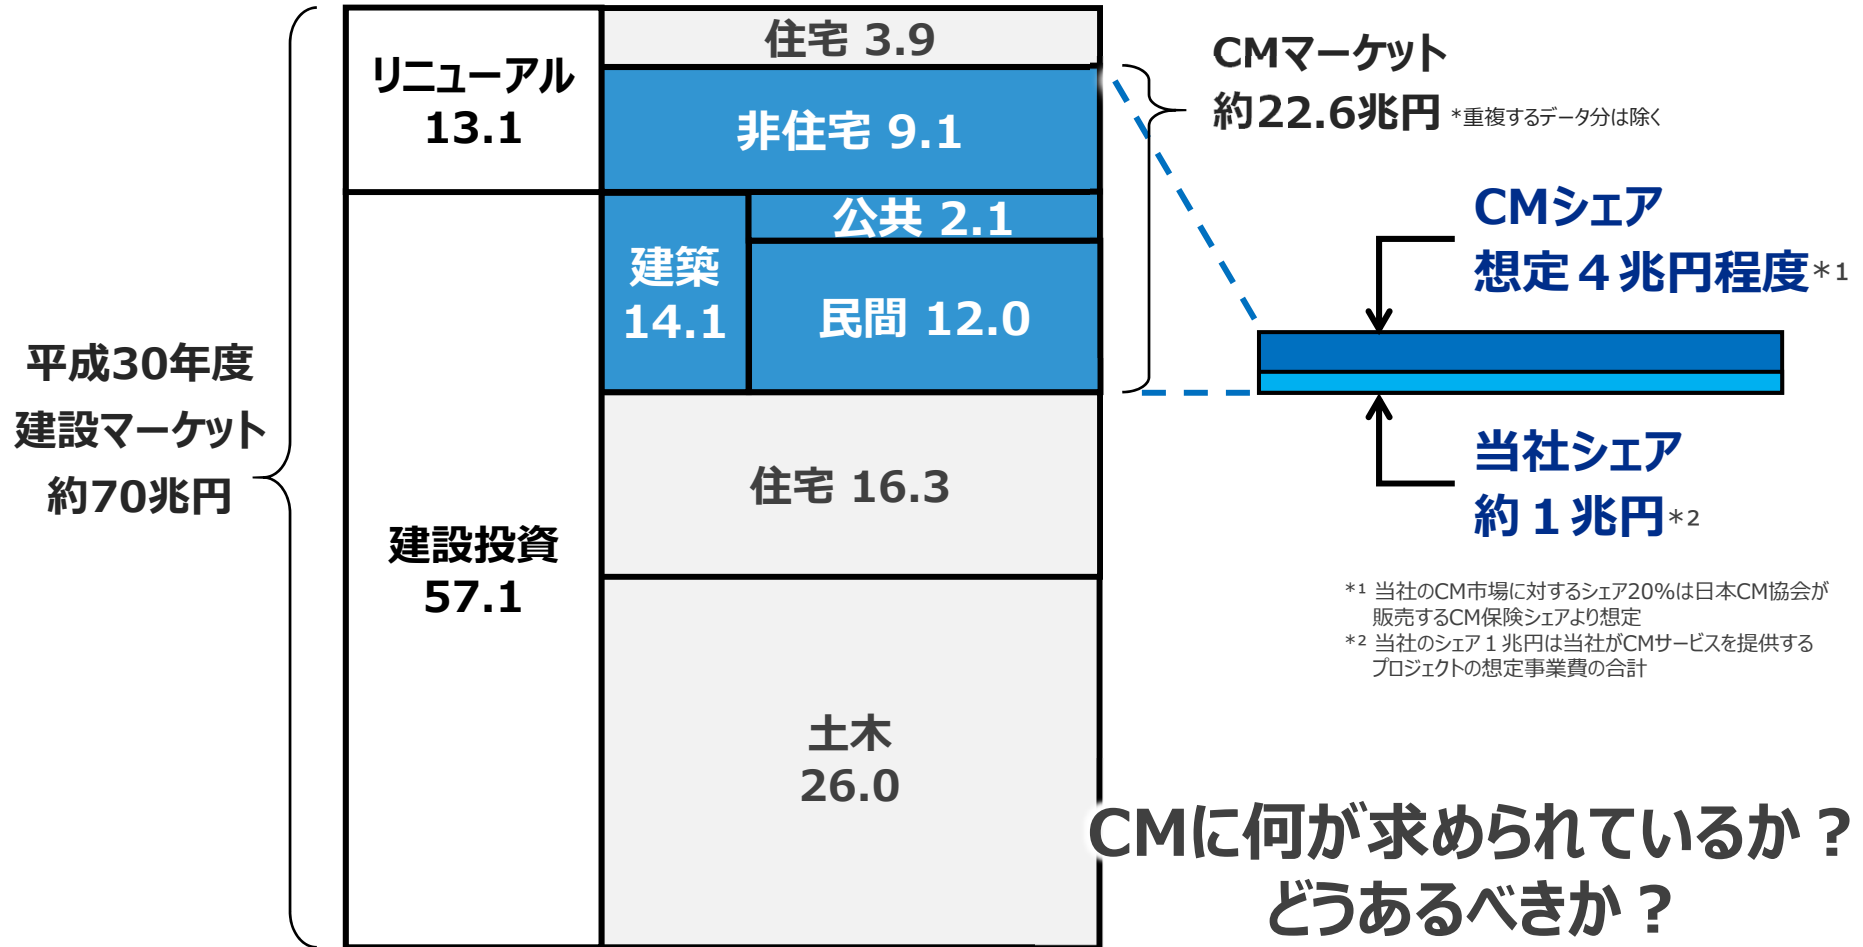 平成30年度
建設マーケット
約70兆円
リニューアル
13.1
建設投資
57.1
住宅 3.9
非住宅 9.1
建築
14.1
公共 2.1
民間 12.0
住宅 16.3
土木
26.0
CMマーケット
約22.6兆円 *重複するデータ分は除く
CMシェア
想定４兆円程度*1
当社シェア
約１兆円*2
*1 当社のCM市場に対するシェア20%は日本CM協会が
販売するCM保険シェアより想定
*2 当社のシェア１兆円は当社がCMサービスを提供する
プロジェクトの想定事業費の合計
CMに何が求められているか？
どうあるべきか？